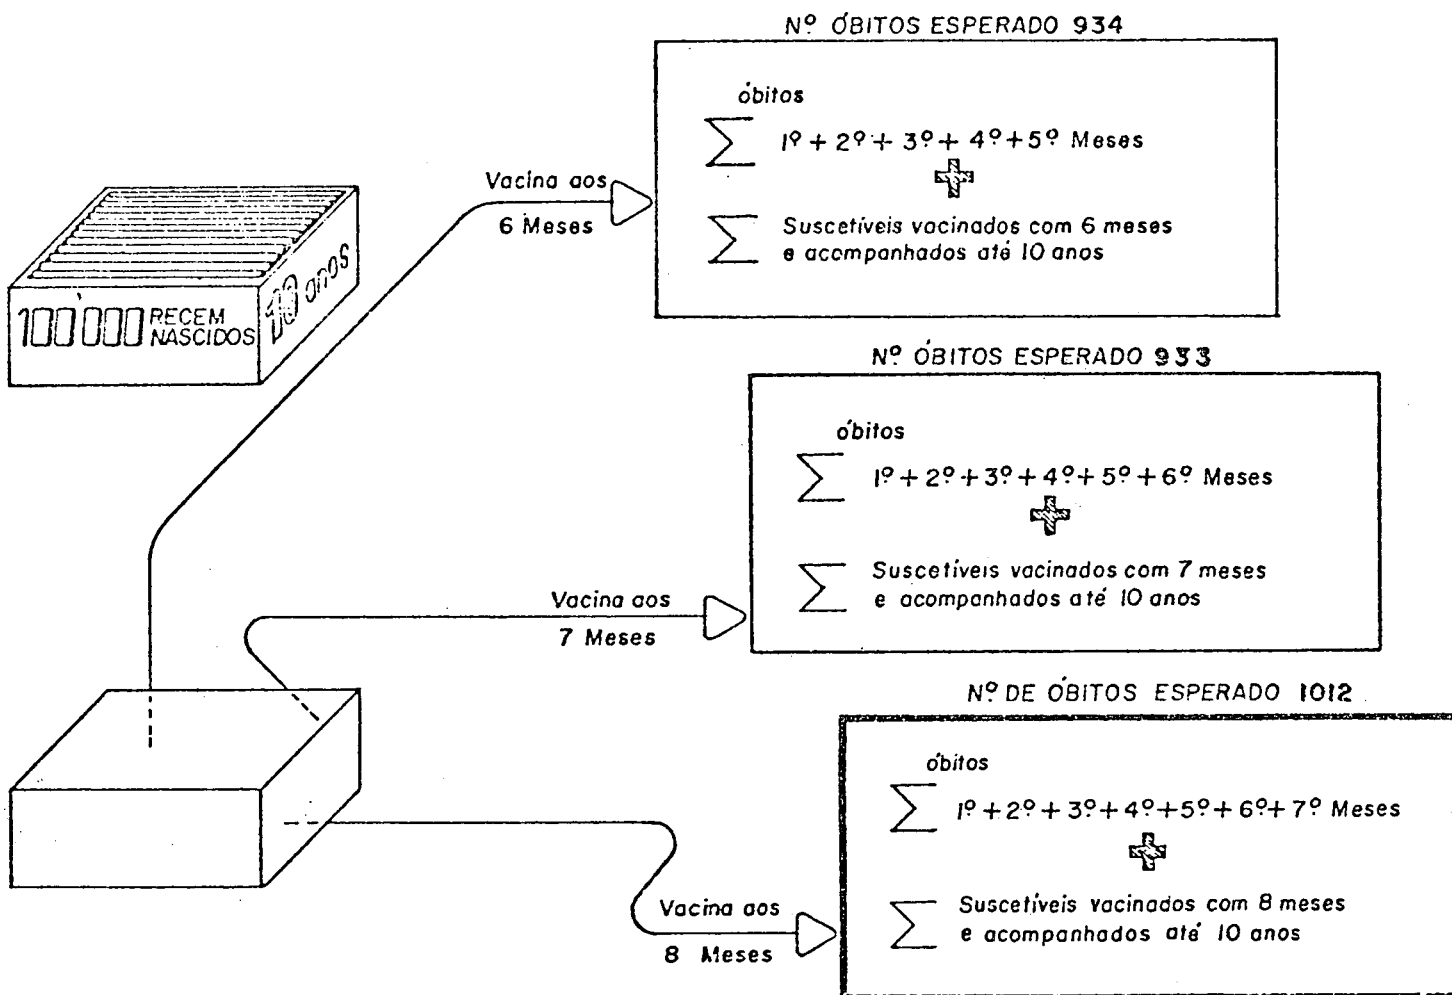 Nº ÓBITOS ESPERADO 934
óbitos
∑ 1º + 2º + 3º + 4º + 5º Meses
+
∑ Suscetíveis vacinados com 6 meses
e acompanhados até 10 anos
Vacina aos
6 Meses
100 000 RECEM
NASCIDOS
10 anos
Nº ÓBITOS ESPERADO 933
óbitos
∑ 1º + 2º + 3º + 4º + 5º + 6º Meses
+
∑ Suscetíveis vacinados com 7 meses
e acompanhados até 10 anos
Vacina aos
7 Meses
Nº DE ÓBITOS ESPERADO 1012
óbitos
∑ 1º + 2º + 3º + 4º + 5º + 6º + 7º Meses
+
∑ Suscetíveis vacinados com 8 meses
e acompanhados até 10 anos
Vacina aos
8 Meses